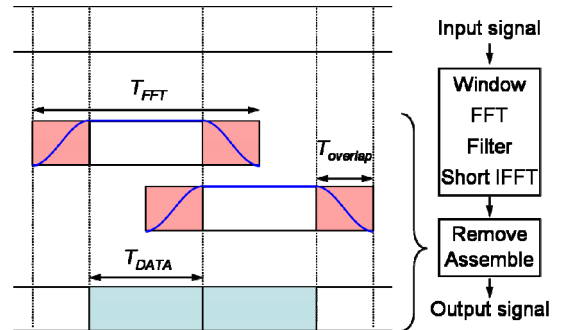 Input signal
T_FFT
Window
FFT
Filter
Short IFFT
T_overlap
Remove
Assemble
T_DATA
Output signal